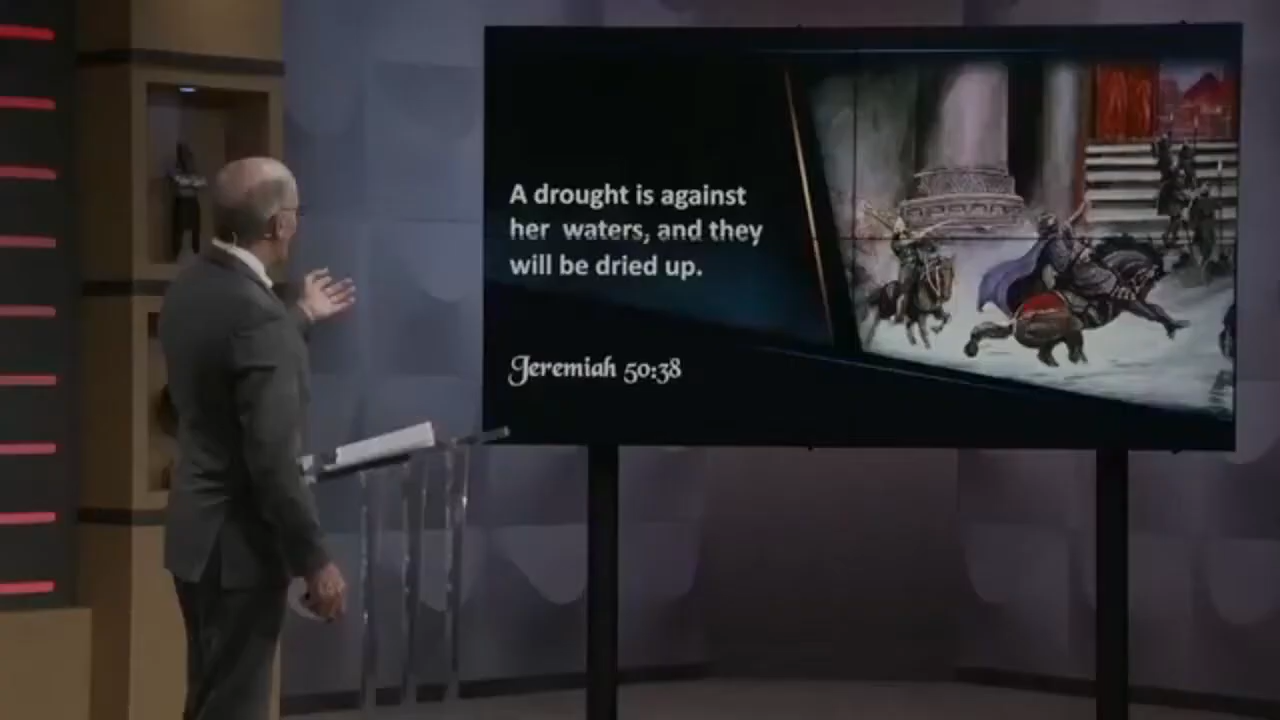 A drought is against
her waters, and they
will be dried up.
Jeremiah 50:38